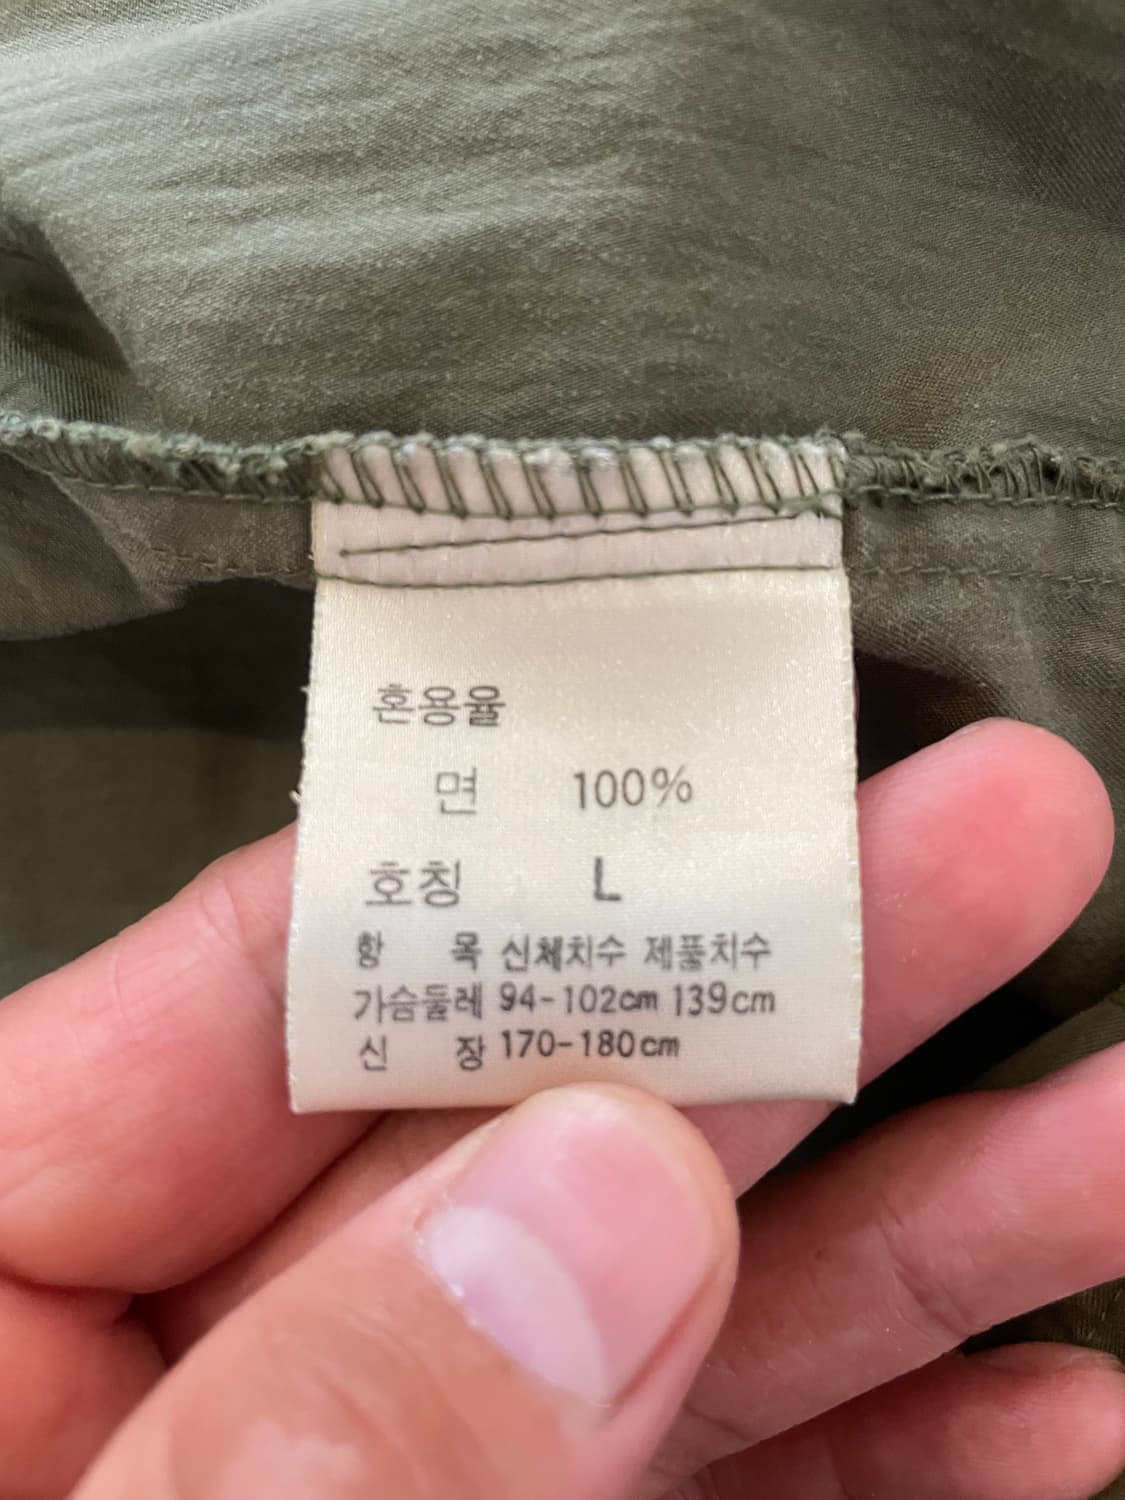 혼용율
면 100%
호칭 L
항 목 신체치수 제품치수
가슴둘레 94-102cm 139cm
신 장 170-180cm